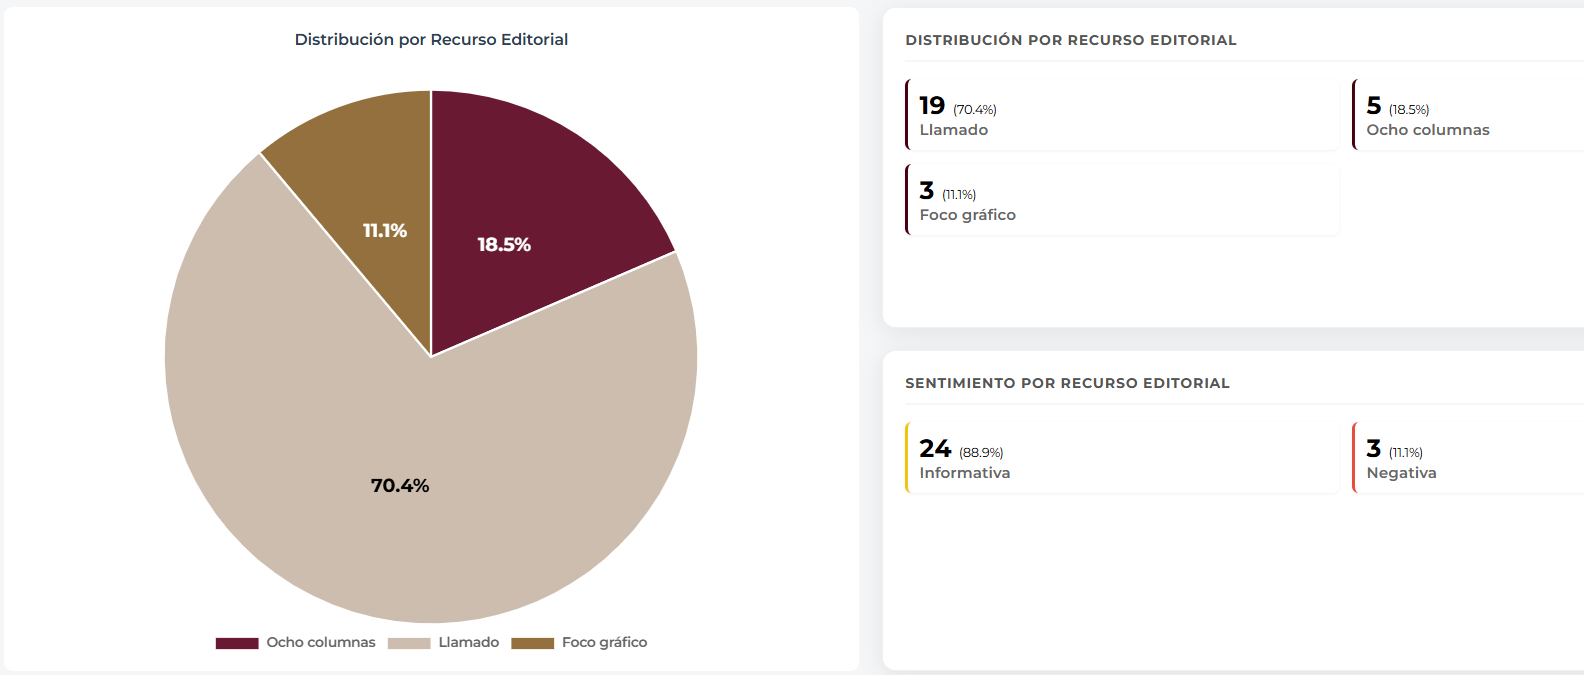 Distribución por Recurso Editorial
11.1%
18.5%
70.4%
Ocho columnas
Llamado
Foco gráfico
DISTRIBUCIÓN POR RECURSO EDITORIAL
19 (70.4%)
Llamado
5 (18.5%)
Ocho columnas
3 (11.1%)
Foco gráfico
SENTIMIENTO POR RECURSO EDITORIAL
24 (88.9%)
Informativa
3 (11.1%)
Negativa